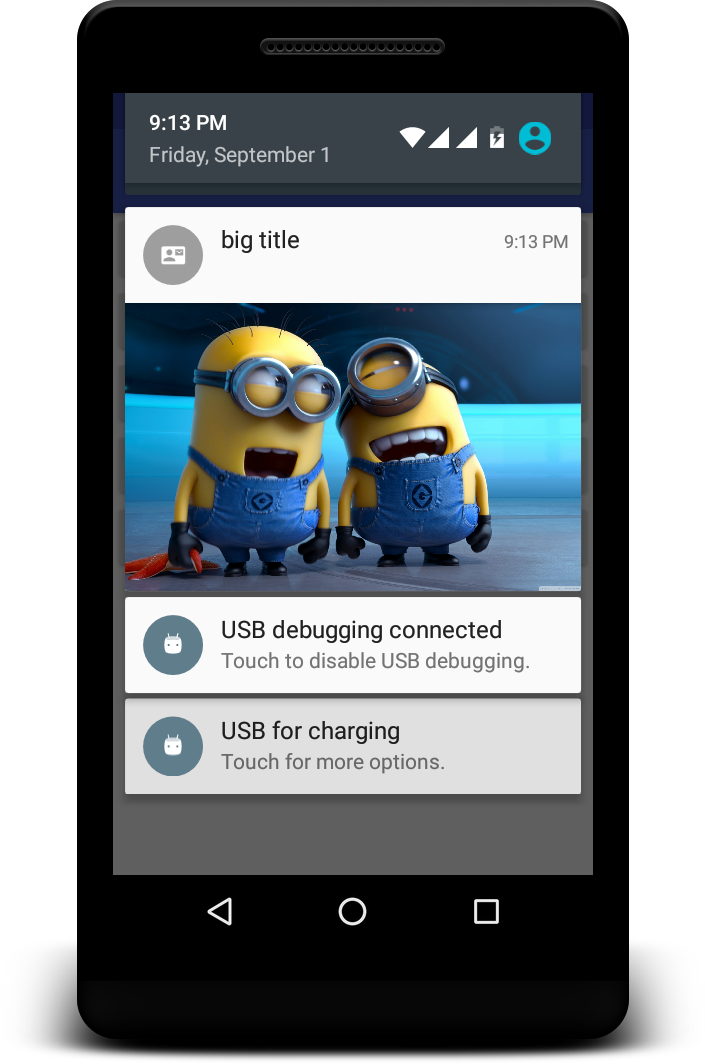 9:13 PM
Friday, September 1
big title
9:13 PM
USB debugging connected
Touch to disable USB debugging.
USB for charging
Touch for more options.